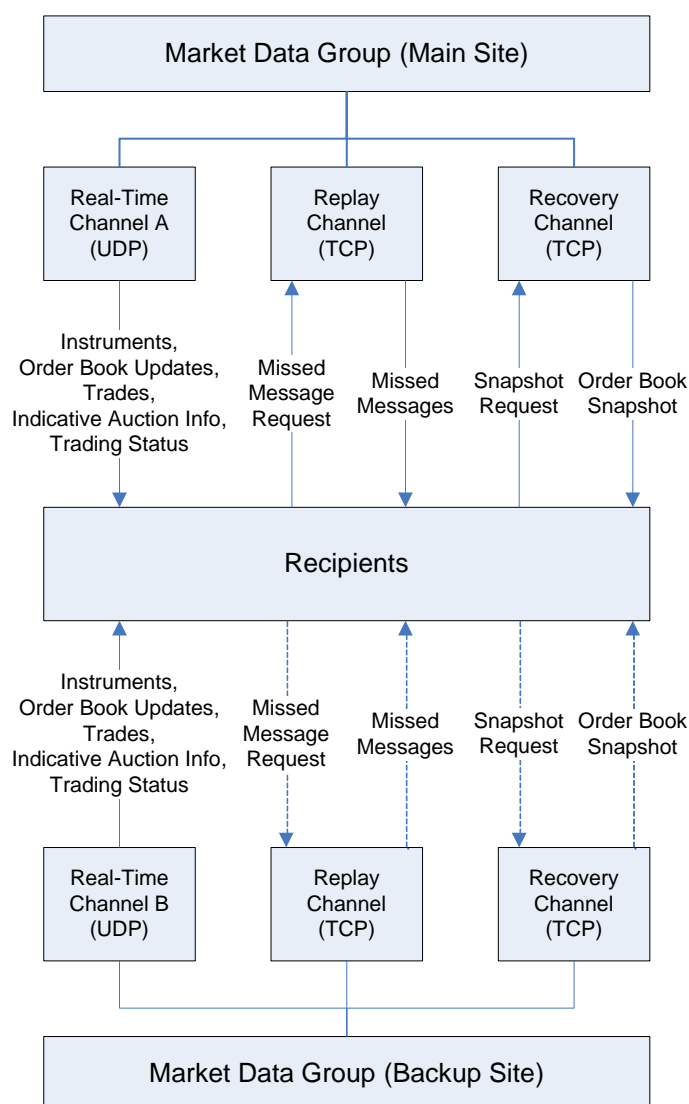 Market Data Group (Main Site)
Real-Time
Channel A
(UDP)
Replay
Channel
(TCP)
Recovery
Channel
(TCP)
Instruments,
Order Book Updates,
Trades,
Indicative Auction Info,
Trading Status
Missed
Message
Request
Missed
Messages
Snapshot
Request
Order Book
Snapshot
Recipients
Instruments,
Order Book Updates,
Trades,
Indicative Auction Info,
Trading Status
Missed
Message
Request
Missed
Messages
Snapshot
Request
Order Book
Snapshot
Real-Time
Channel B
(UDP)
Replay
Channel
(TCP)
Recovery
Channel
(TCP)
Market Data Group (Backup Site)